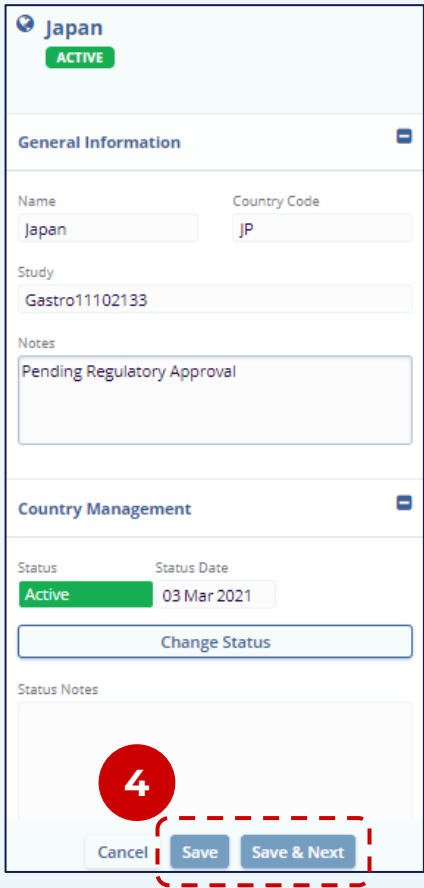 Japan
ACTIVE
General Information
Name Country Code
Japan JP
Study
Gastro11102133
Notes
Pending Regulatory Approval
Country Management
Status Status Date
Active 03 Mar 2021
Change Status
Status Notes
4
Cancel Save Save & Next